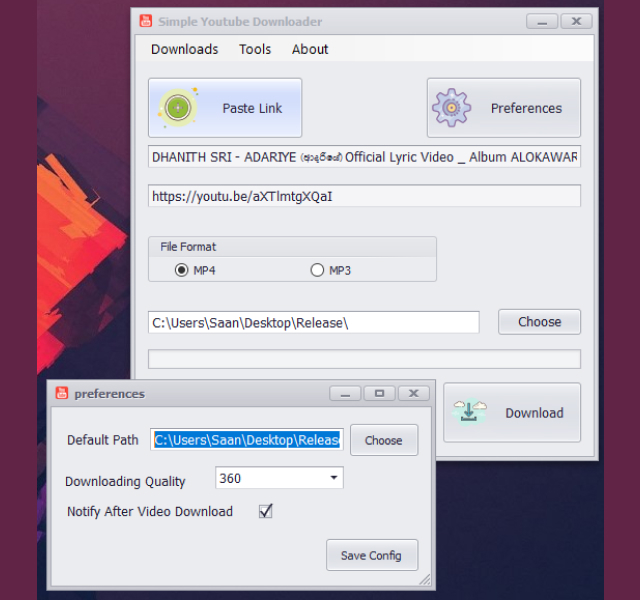 Simple Youtube Downloader
Downloads Tools About
Paste Link
Preferences
DHANITH SRI - ADARIYE (ආදරියේ) Official Lyric Video _ Album ALOKAWAR
https://youtu.be/aXTlmtgXQaI
File Format
MP4 MP3
C:\Users\Saan\Desktop\Release\
Choose
Download
preferences
Default Path C:\Users\Saan\Desktop\Release Choose
Downloading Quality 360
Notify After Video Download
Save Config